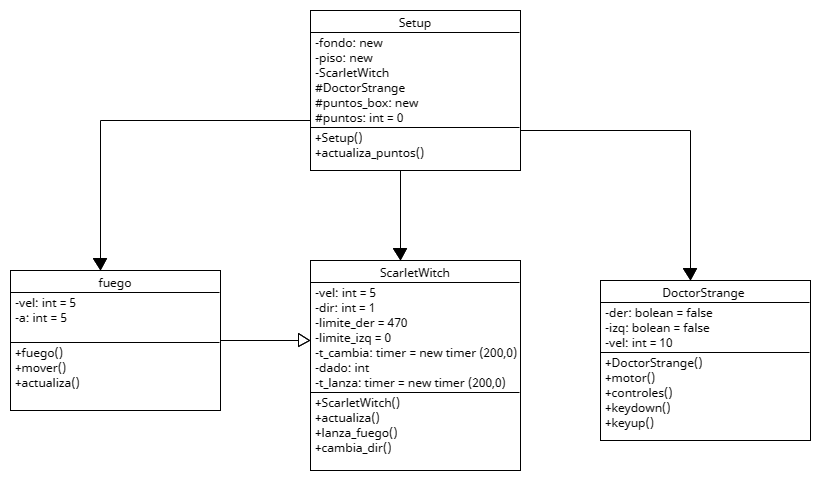 Setup
-fondo: new
-piso: new
-ScarletWitch
#DoctorStrange
#puntos_box: new
#puntos: int = 0
+Setup()
+actualiza_puntos()
fuego
-vel: int = 5
-a: int = 5
+fuego()
+mover()
+actualiza()
ScarletWitch
-vel: int = 5
-dir: int = 1
-limite_der = 470
-limite_izq = 0
-t_cambia: timer = new timer (200,0)
-dado: int
-t_lanza: timer = new timer (200,0)
+ScarletWitch()
+actualiza()
+lanza_fuego()
+cambia_dir()
DoctorStrange
-der: bolean = false
-izq: bolean = false
-vel: int = 10
+DoctorStrange()
+motor()
+controles()
+keydown()
+keyup()